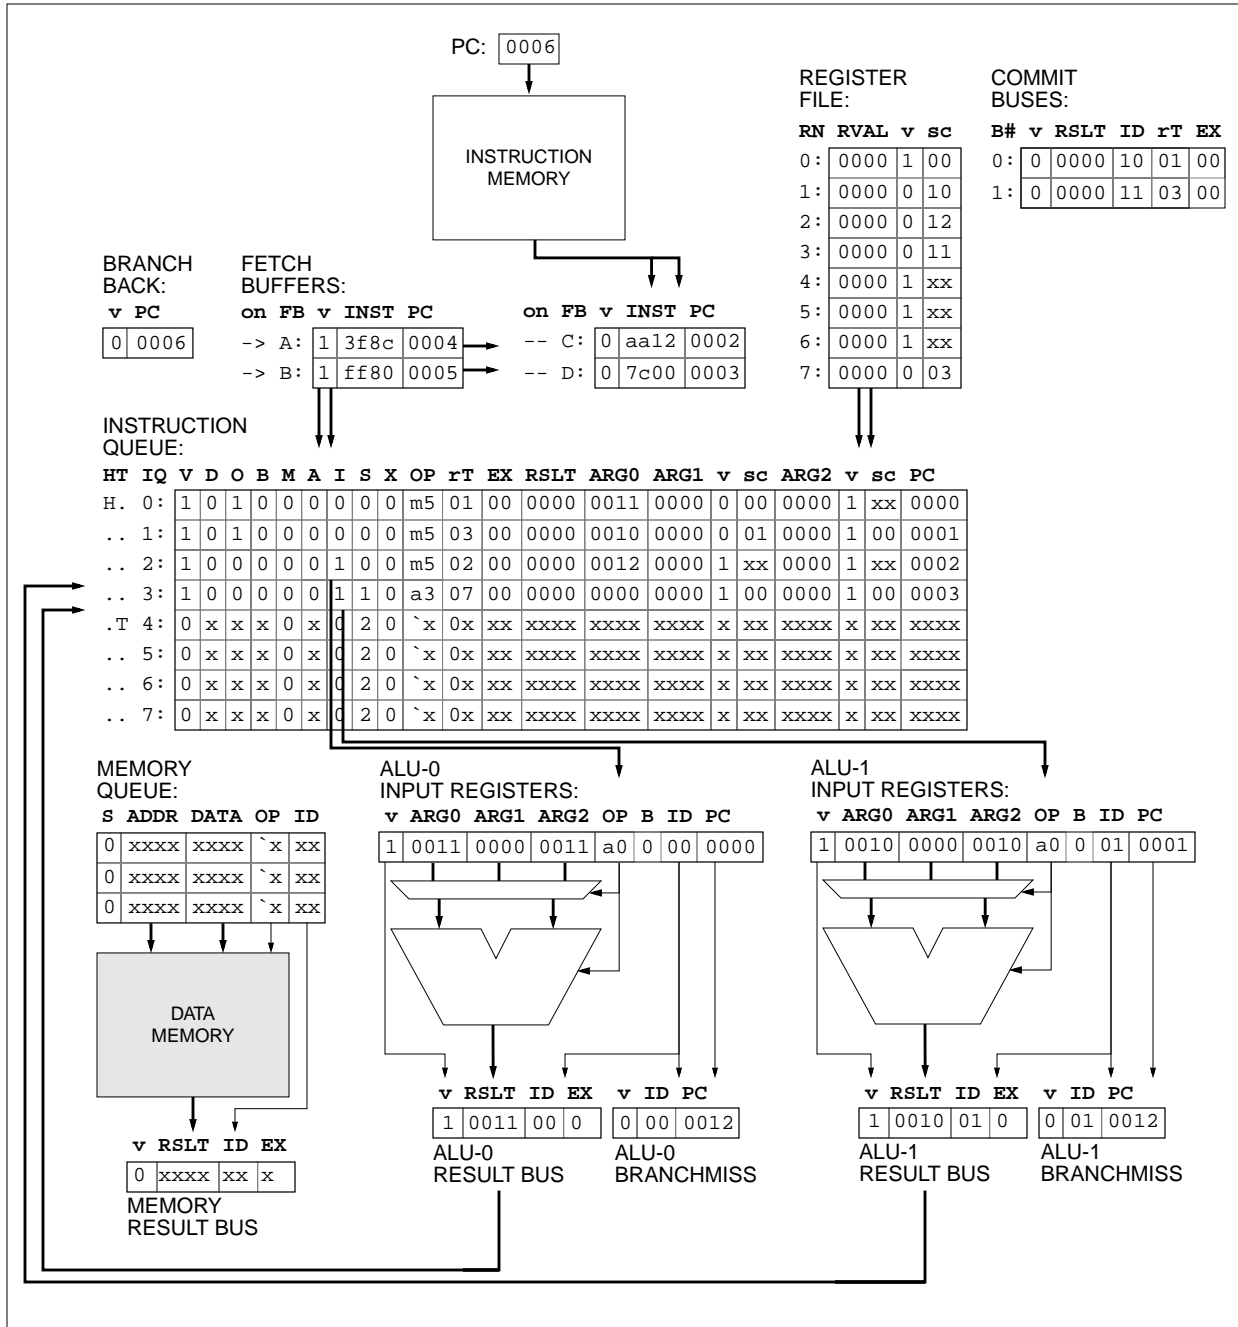 PC: 0006
INSTRUCTION
MEMORY
REGISTER
FILE:
RN RVAL v sc
0: 0000 1 00
1: 0000 0 10
2: 0000 0 12
3: 0000 0 11
4: 0000 1 xx
5: 0000 1 xx
6: 0000 1 xx
7: 0000 0 03
COMMIT
BUSES:
B# v RSLT ID rT EX
0: 0 0000 10 01 00
1: 0 0000 11 03 00
BRANCH
BACK:
v PC
0 0006
FETCH
BUFFERS:
on FB v INST PC
-> A: 1 3f8c 0004
-> B: 1 ff80 0005
on FB v INST PC
-- C: 0 aa12 0002
-- D: 0 7c00 0003
INSTRUCTION
QUEUE:
HT IQ V D O B M A I S X OP rT EX RSLT ARG0 ARG1 v sc ARG2 v sc PC
H. 0: 1 0 1 0 0 0 0 0 0 m5 01 00 0000 0011 0000 0 00 0000 1 xx 0000
.. 1: 1 0 1 0 0 0 0 0 0 m5 03 00 0000 0010 0000 0 01 0000 1 00 0001
.. 2: 1 0 0 0 0 0 1 0 0 m5 02 00 0000 0012 0000 1 xx 0000 1 xx 0002
.. 3: 1 0 0 0 0 0 1 1 0 a3 07 00 0000 0000 0000 1 00 0000 1 00 0003
.T 4: 0 x x x 0 x 0 2 0 `x 0x xx xxxx xxxx xxxx x xx xxxx x xx xxxx
.. 5: 0 x x x 0 x 0 2 0 `x 0x xx xxxx xxxx xxxx x xx xxxx x xx xxxx
.. 6: 0 x x x 0 x 0 2 0 `x 0x xx xxxx xxxx xxxx x xx xxxx x xx xxxx
.. 7: 0 x x x 0 x 0 2 0 `x 0x xx xxxx xxxx xxxx x xx xxxx x xx xxxx
MEMORY
QUEUE:
S ADDR DATA OP ID
0 xxxx xxxx `x xx
0 xxxx xxxx `x xx
0 xxxx xxxx `x xx
DATA
MEMORY
v RSLT ID EX
0 xxxx xx x
MEMORY
RESULT BUS
ALU-0
INPUT REGISTERS:
v ARG0 ARG1 ARG2 OP B ID PC
1 0011 0000 0011 a0 0 00 0000
v RSLT ID EX
1 0011 00 0
ALU-0
RESULT BUS
v ID PC
0 00 0012
ALU-0
BRANCHMISS
ALU-1
INPUT REGISTERS:
v ARG0 ARG1 ARG2 OP B ID PC
1 0010 0000 0010 a0 0 01 0001
v RSLT ID EX
1 0010 01 0
ALU-1
RESULT BUS
v ID PC
0 01 0012
ALU-1
BRANCHMISS